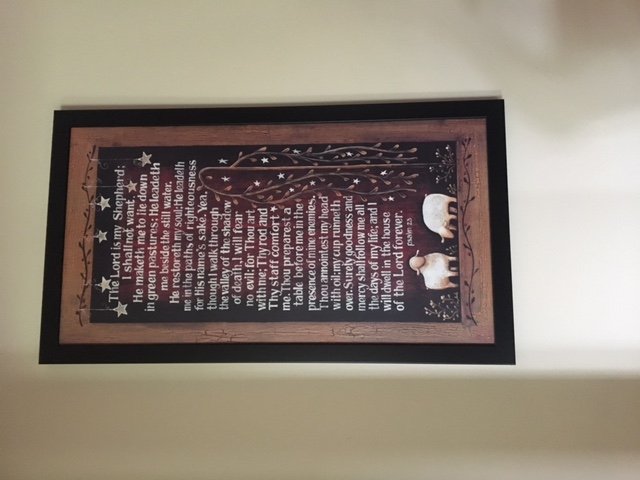 The Lord is my Shepherd;
I shall not want.
He maketh me to lie down
in green pastures: He leadeth
me beside the still water.
He restoreth my soul: He leadeth
me in the paths of righteousness
for His name's sake. Yea,
though I walk through
the valley of the shadow
of death, I will fear
no evil: for Thou art
with me; Thy rod and
Thy staff comfort
me. Thou preparest a
table before me in the
presence of mine enemies.
Thou annointest my head
with oil; my cup runneth
over. Surely goodness and
mercy shall follow me all
the days of my life; and I
will dwell in the house
of the Lord forever.
psalm 23